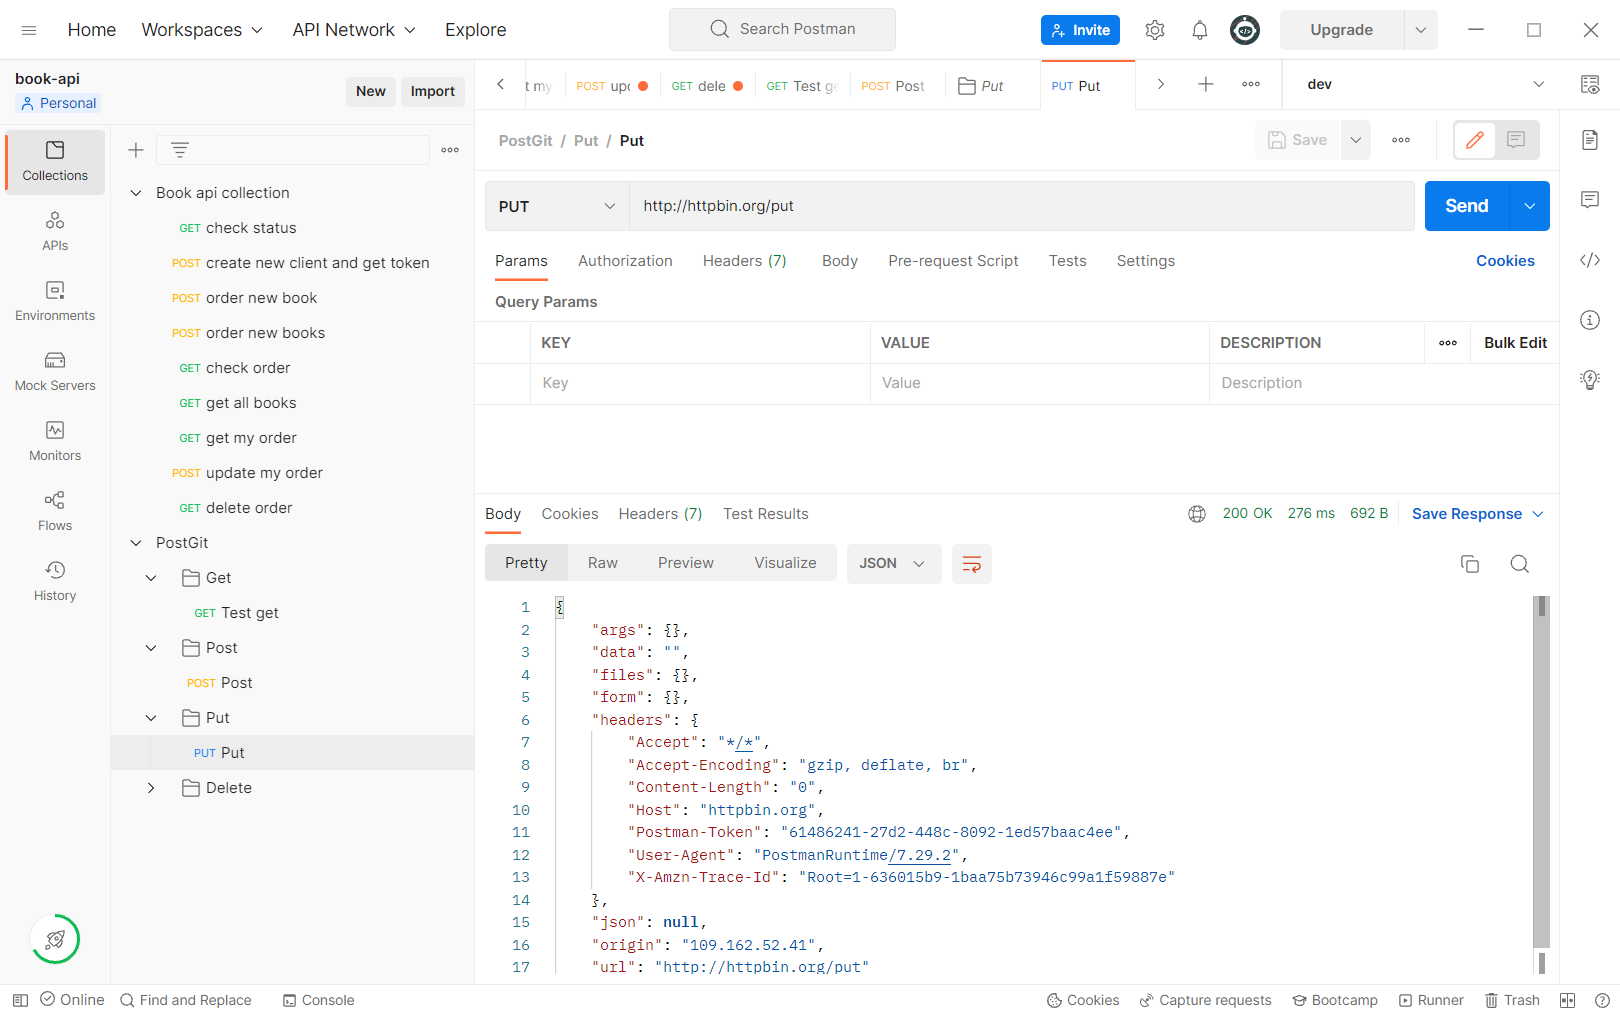 Home Workspaces API Network Explore Search Postman Invite Upgrade
book-api
Personal
New Import
t my POST upc GET dele GET Test ge POST Post Put PUT Put dev
Collections
APIs
Environments
Mock Servers
Monitors
Flows
History
Book api collection
GET check status
POST create new client and get token
POST order new book
POST order new books
GET check order
GET get all books
GET get my order
POST update my order
GET delete order
PostGit
Get
GET Test get
Post
POST Post
Put
PUT Put
Delete
PostGit / Put / Put Save
PUT http://httpbin.org/put Send
Params Authorization Headers (7) Body Pre-request Script Tests Settings Cookies
Query Params
KEY VALUE DESCRIPTION Bulk Edit
Key Value Description
Body Cookies Headers (7) Test Results 200 OK 276 ms 692 B Save Response
Pretty Raw Preview Visualize JSON
1 {
2 "args": {},
3 "data": "",
4 "files": {},
5 "form": {},
6 "headers": {
7 "Accept": "*/*",
8 "Accept-Encoding": "gzip, deflate, br",
9 "Content-Length": "0",
10 "Host": "httpbin.org",
11 "Postman-Token": "61486241-27d2-448c-8092-1ed57baac4ee",
12 "User-Agent": "PostmanRuntime/7.29.2",
13 "X-Amzn-Trace-Id": "Root=1-636015b9-1baa75b73946c99a1f59887e"
14 },
15 "json": null,
16 "origin": "109.162.52.41",
17 "url": "http://httpbin.org/put"
Online Find and Replace Console Cookies Capture requests Bootcamp Runner Trash